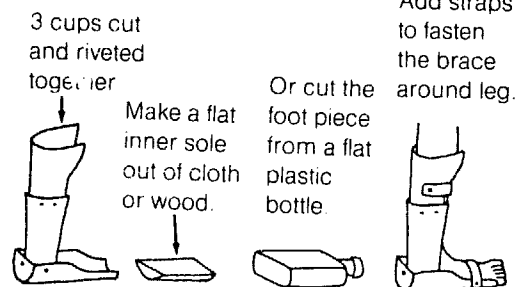 3 cups cut
and riveted
together
Make a flat
inner sole
out of cloth
or wood.
Or cut the
foot piece
from a flat
plastic
bottle.
Add straps
to fasten
the brace
around leg.